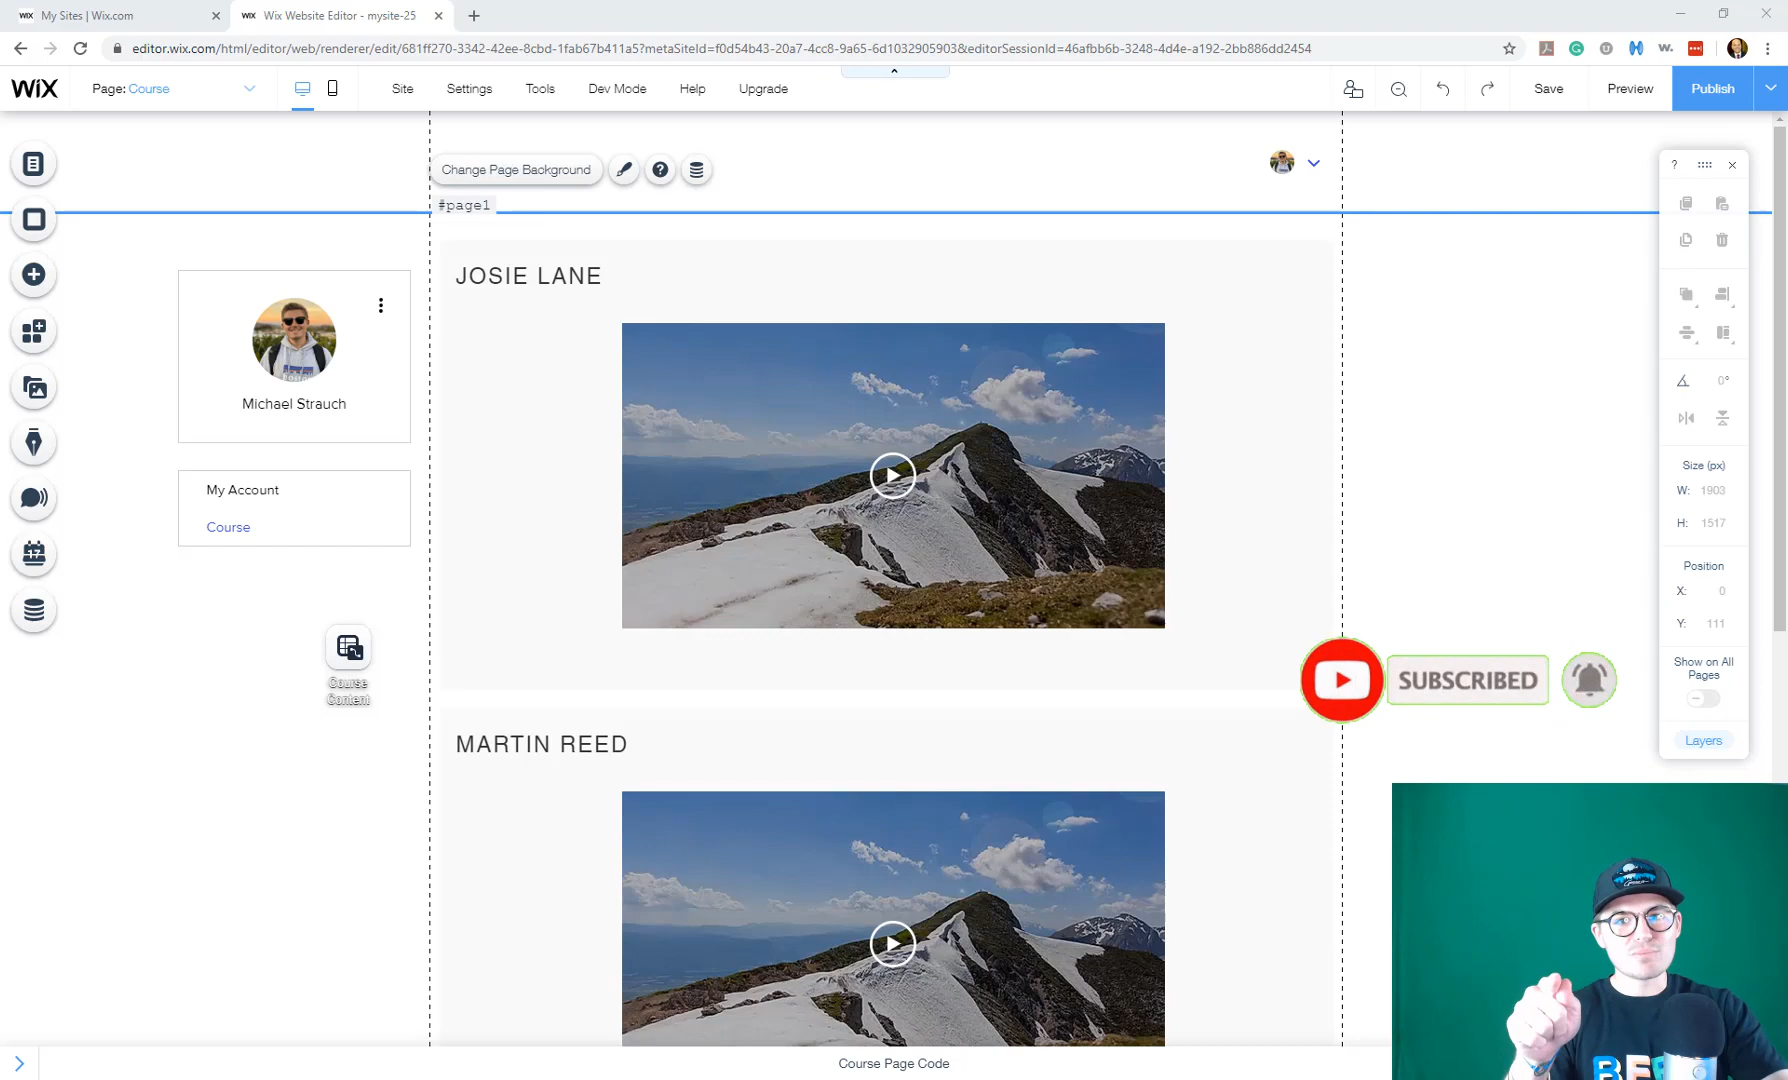 WiX My Sites | Wix.com
WiX Wix Website Editor - mysite-25
editor.wix.com/html/editor/web/renderer/edit/681ff270-3342-42ee-8cbd-1fab67b411a5?metaSiteId=f0d54b43-20a7-4cc8-9a65-6d1032905903&editorSessionId=46afbb6b-3248-4d4e-a192-2bb886dd2454
WiX Page: Course Site Settings Tools Dev Mode Help Upgrade Save Preview Publish
Change Page Background
#page1
JOSIE LANE
Michael Strauch
My Account
Course
17
Course
Content
MARTIN REED
SUBSCRIBED
0°
Size (px)
W: 1903
H: 1517
Position
X: 0
Y: 111
Show on All
Pages
Layers
Course Page Code